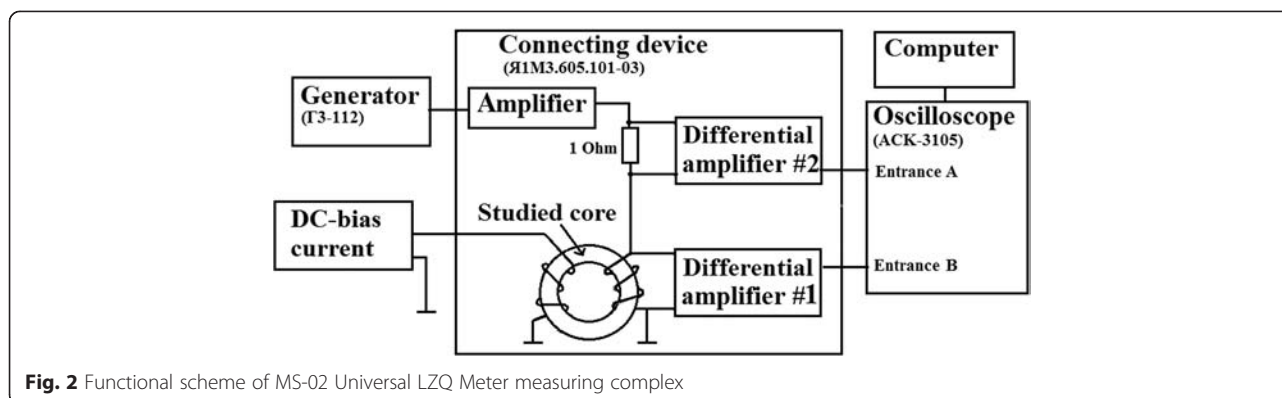 Connecting device
(Я1М3.605.101-03)
Computer
Generator
(Г3-112)
Amplifier
Oscilloscope
(АСК-3105)
1 Ohm
Differential
amplifier #2
Entrance A
DC-bias
current
Studied core
Differential
amplifier #1
Entrance B
Fig. 2 Functional scheme of MS-02 Universal LZQ Meter measuring complex